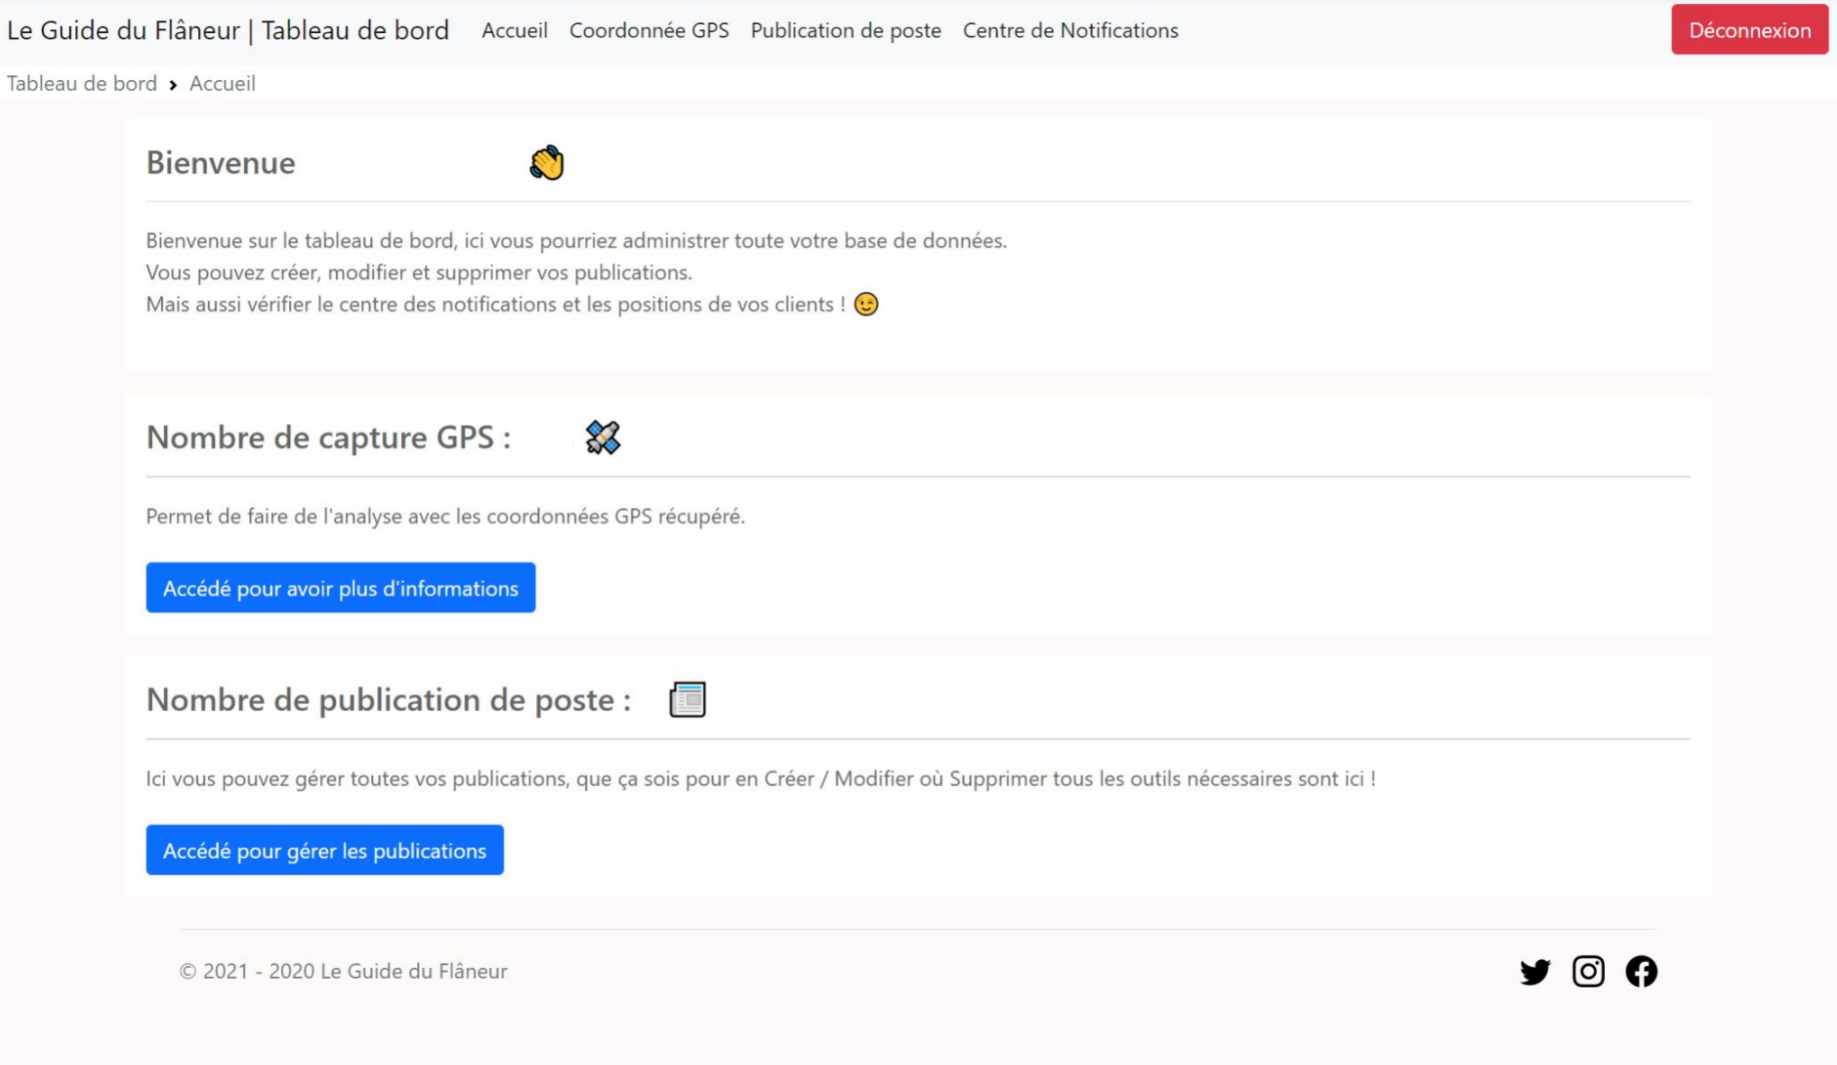 Le Guide du Flâneur | Tableau de bord Accueil Coordonnée GPS Publication de poste Centre de Notifications Déconnexion
Tableau de bord › Accueil
Bienvenue 👋
Bienvenue sur le tableau de bord, ici vous pourriez administrer toute votre base de données.
Vous pouvez créer, modifier et supprimer vos publications.
Mais aussi vérifier le centre des notifications et les positions de vos clients ! 😉
Nombre de capture GPS : 🛰
Permet de faire de l'analyse avec les coordonnées GPS récupéré.
Accédé pour avoir plus d'informations
Nombre de publication de poste : 📰
Ici vous pouvez gérer toutes vos publications, que ça sois pour en Créer / Modifier où Supprimer tous les outils nécessaires sont ici !
Accédé pour gérer les publications
© 2021 - 2020 Le Guide du Flâneur